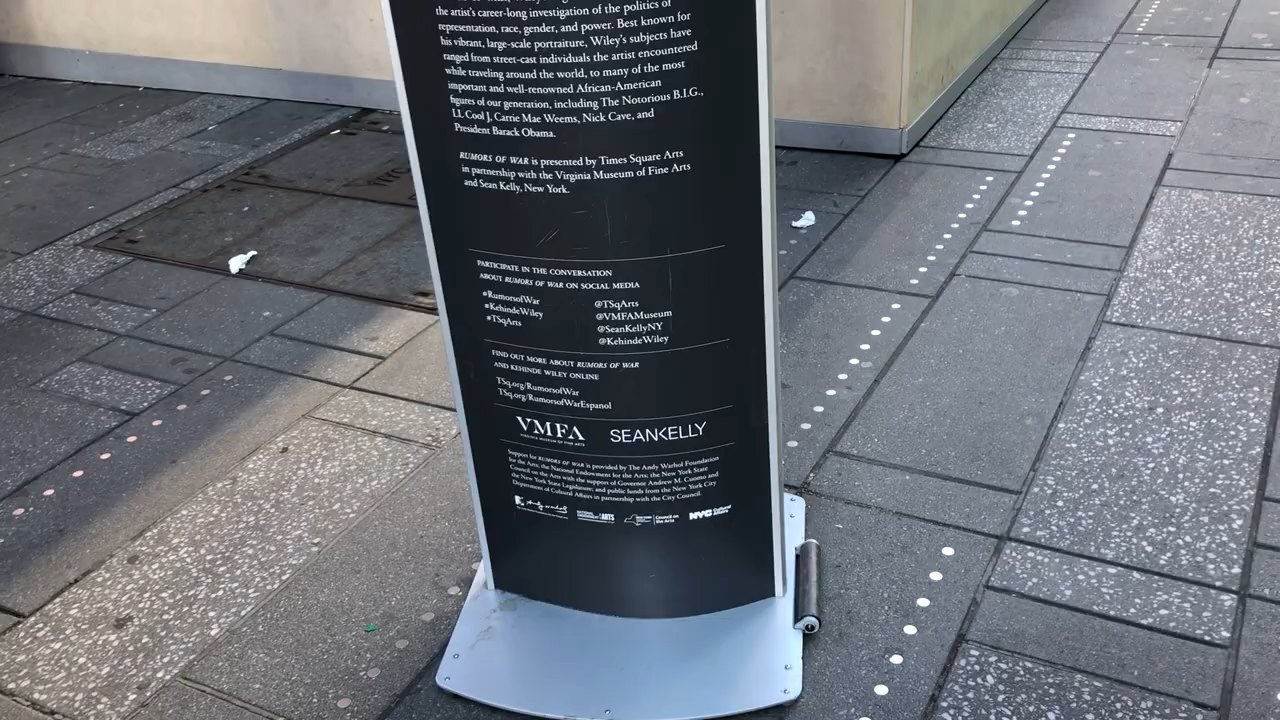 the artist's career-long investigation of the politics of
representation, race, gender, and power. Best known for
his vibrant, large-scale portraiture, Wiley's subjects have
ranged from street-cast individuals the artist encountered
while traveling around the world, to many of the most
important and well-renowned African-American
figures of our generation, including The Notorious B.I.G.,
LL Cool J, Carrie Mae Weems, Nick Cave, and
President Barack Obama.
RUMORS OF WAR is presented by Times Square Arts
in partnership with the Virginia Museum of Fine Arts
and Sean Kelly, New York.
PARTICIPATE IN THE CONVERSATION
ABOUT RUMORS OF WAR ON SOCIAL MEDIA
#RumorsofWar
#KehindeWiley
#TSqArts
@TSqArts
@VMFAMuseum
@SeanKellyNY
@KehindeWiley
FIND OUT MORE ABOUT RUMORS OF WAR
AND KEHINDE WILEY ONLINE
TSq.org/RumorsofWar
TSq.org/RumorsofWarEspanol
VMFA
VIRGINIA MUSEUM OF FINE ARTS
SEANKELLY
Support for RUMORS OF WAR is provided by The Andy Warhol Foundation
for the Arts; the National Endowment for the Arts; the New York State
Council on the Arts with the support of Governor Andrew M. Cuomo and
the New York State Legislature; and public funds from the New York City
Department of Cultural Affairs in partnership with the City Council.
Council on
the Arts
NYC Cultural
Affairs